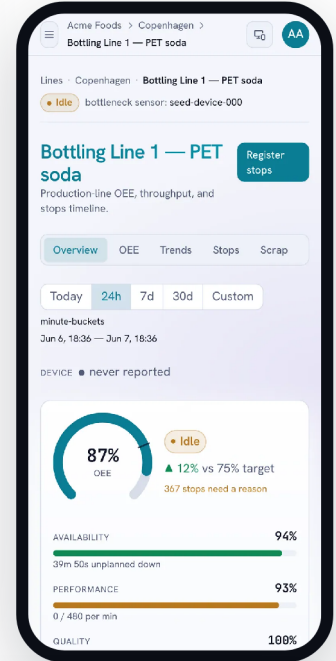 Acme Foods > Copenhagen >
Bottling Line 1 — PET soda
AA
Lines · Copenhagen · Bottling Line 1 — PET soda
Idle bottleneck sensor: seed-device-000
Bottling Line 1 — PET
soda
Register
stops
Production-line OEE, throughput, and
stops timeline.
Overview OEE Trends Stops Scrap
Today 24h 7d 30d Custom
minute-buckets
Jun 6, 18:36 — Jun 7, 18:36
DEVICE ● never reported
87%
OEE
Idle
▲ 12% vs 75% target
367 stops need a reason
AVAILABILITY 94%
39m 50s unplanned down
PERFORMANCE 93%
0 / 480 per min
QUALITY 100%